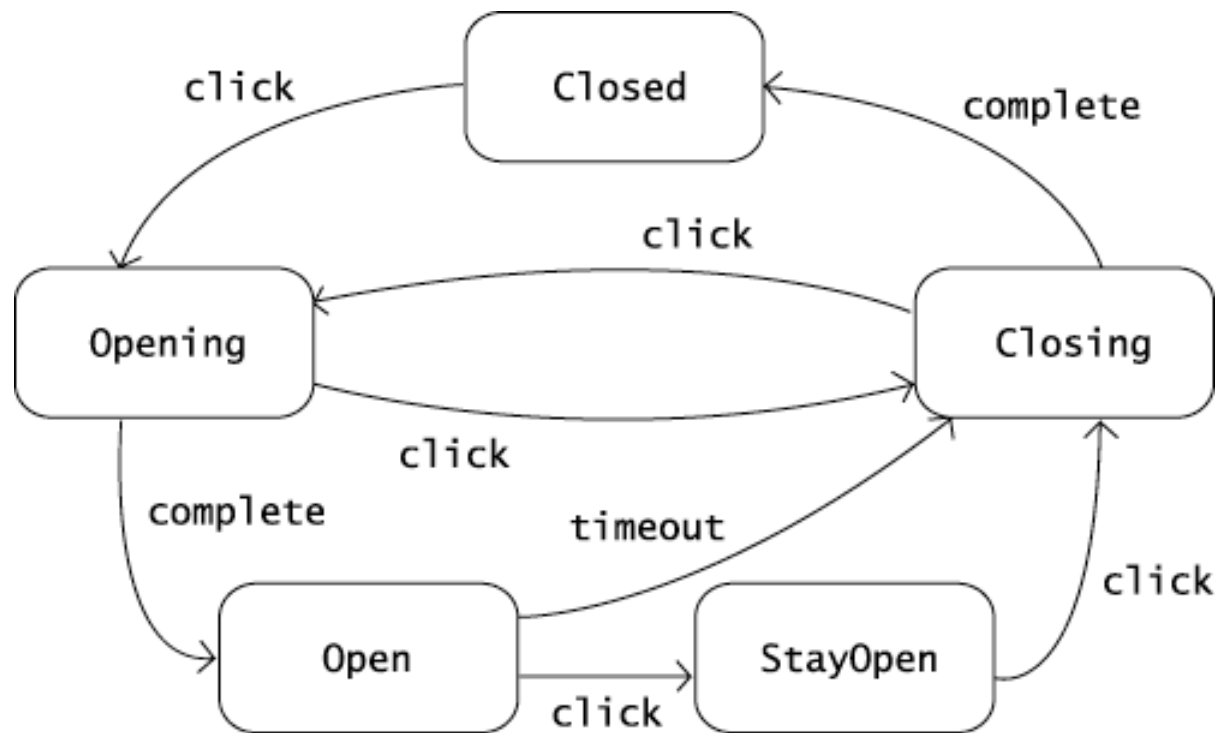 click
Closed
complete
click
Opening
Closing
click
complete
timeout
click
Open
StayOpen
click